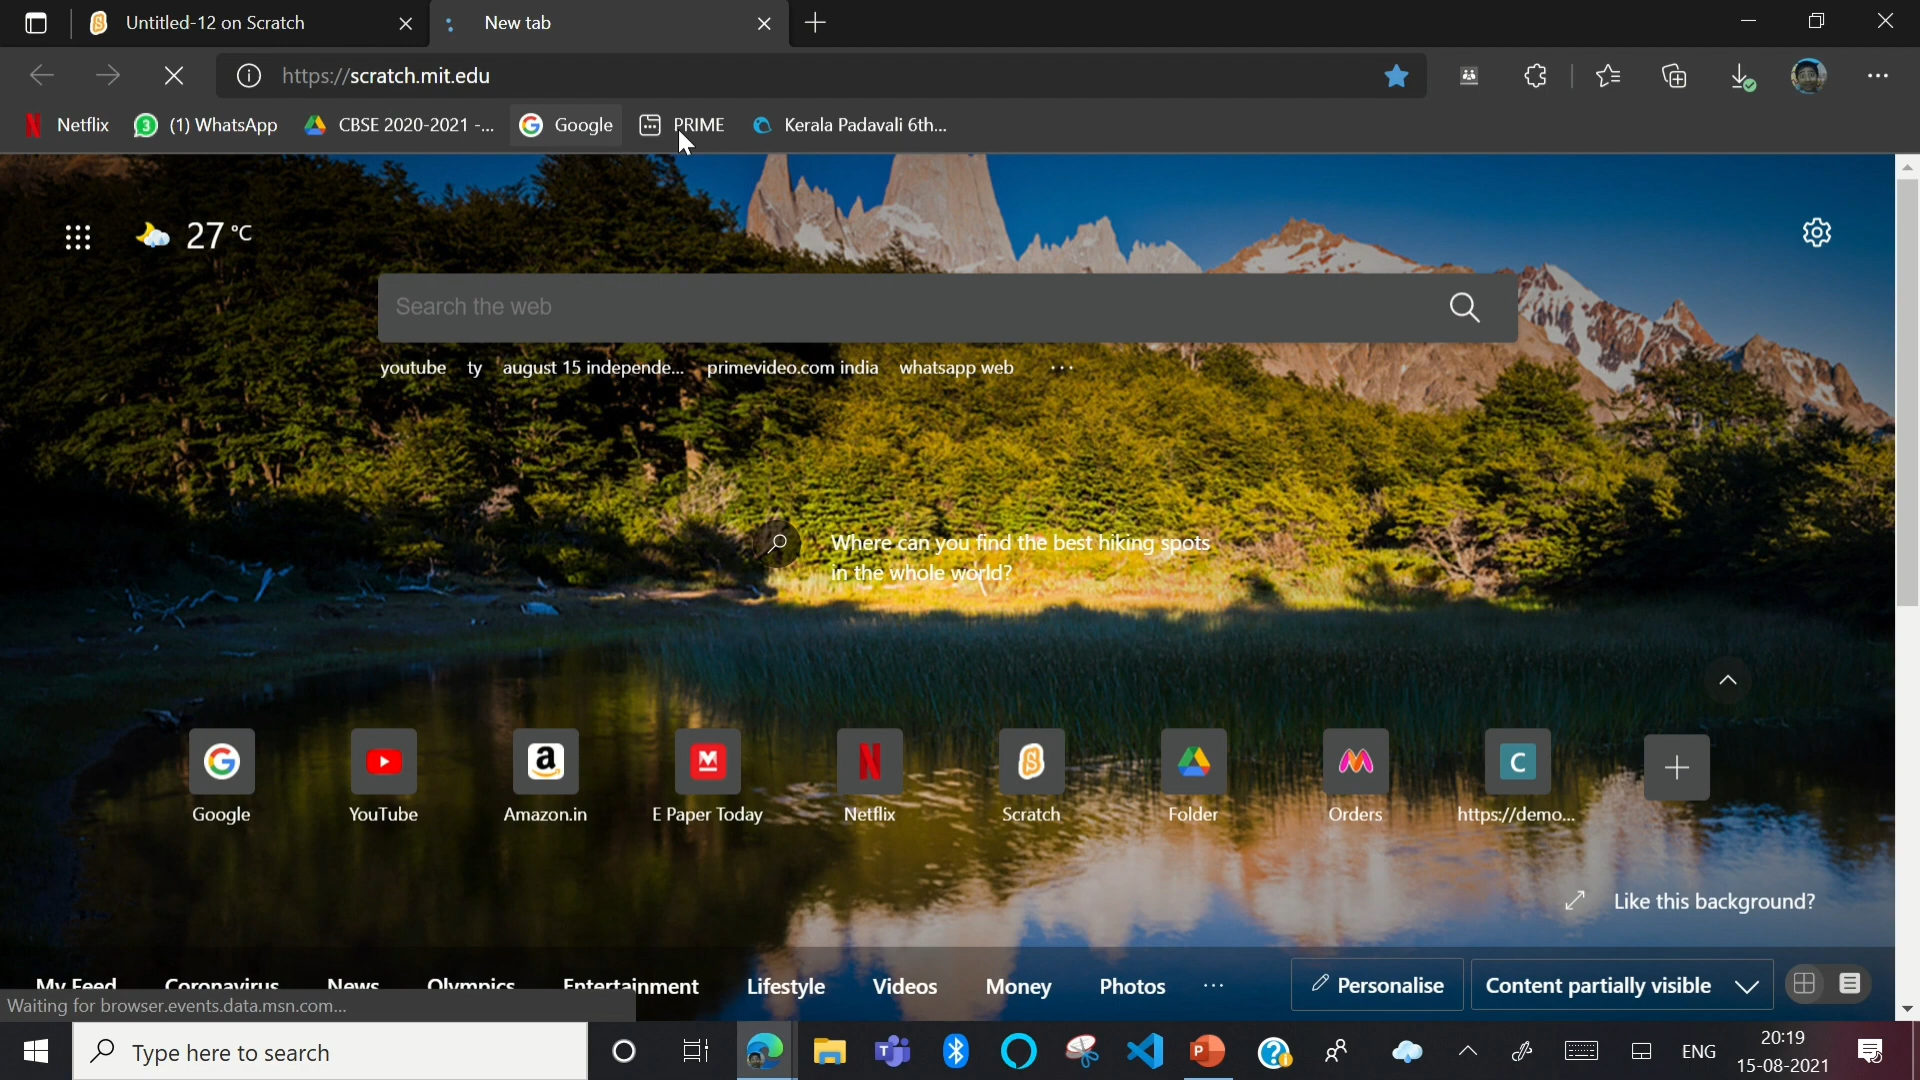 Untitled-12 on Scratch
New tab
https://scratch.mit.edu
Netflix
3
(1) WhatsApp
CBSE 2020-2021 -...
Google
PRIME
Kerala Padavali 6th...
27 °C
Search the web
youtube ty august 15 independe... primevideo.com india whatsapp web ...
Where can you find the best hiking spots
in the whole world?
Google
YouTube
Amazon.in
E Paper Today
Netflix
Scratch
Folder
Orders
C
https://demo...
Like this background?
My Feed Coronavirus News Olympics Entertainment Lifestyle Videos Money Photos ...
Personalise
Content partially visible
Waiting for browser.events.data.msn.com...
Type here to search
ENG
20:19
15-08-2021